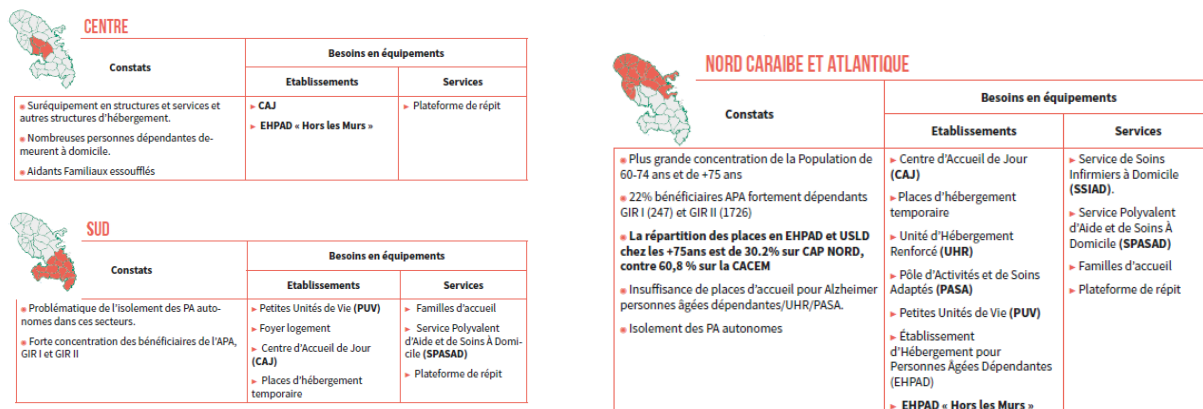 CENTRE
Constats
Besoins en équipements
Etablissements
Services
Suréquipement en structures et services et
autres structures d'hébergement.
Nombreuses personnes dépendantes de-
meurent à domicile.
Aidants Familiaux essoufflés
► CAJ
► EHPAD « Hors les Murs »
► Plateforme de répit
SUD
Constats
Besoins en équipements
Etablissements
Services
Problématique de l'isolement des PA auto-
nomes dans ces secteurs.
Forte concentration des bénéficiaires de l'APA,
GIR I et GIR II
► Petites Unités de Vie (PUV)
► Foyer logement
► Centre d'Accueil de Jour
(CAJ)
► Places d'hébergement
temporaire
► Familles d'accueil
► Service Polyvalent
d'Aide et de Soins À Domi-
cile (SPASAD)
► Plateforme de répit
NORD CARAIBE ET ATLANTIQUE
Constats
Besoins en équipements
Etablissements
Services
Plus grande concentration de la Population de
60-74 ans et de +75 ans
22% bénéficiaires APA fortement dépendants
GIR I (247) et GIR II (1726)
La répartition des places en EHPAD et USLD
chez les +75ans est de 30.2% sur CAP NORD,
contre 60,8 % sur la CACEM
Insuffisance de places d'accueil pour Alzheimer
personnes âgées dépendantes/UHR/PASA.
Isolement des PA autonomes
► Centre d'Accueil de Jour
(CAJ)
►Places d'hébergement
temporaire
► Unité d'Hébergement
Renforcé (UHR)
► Pôle d'Activités et de Soins
Adaptés (PASA)
► Petites Unités de Vie (PUV)
► Établissement
d'Hébergement pour
Personnes Âgées Dépendantes
(EHPAD)
► EHPAD « Hors les Murs »
► Service de Soins
Infirmiers à Domicile
(SSIAD).
► Service Polyvalent
d'Aide et de Soins À
Domicile (SPASAD)
► Familles d'accueil
► Plateforme de répit